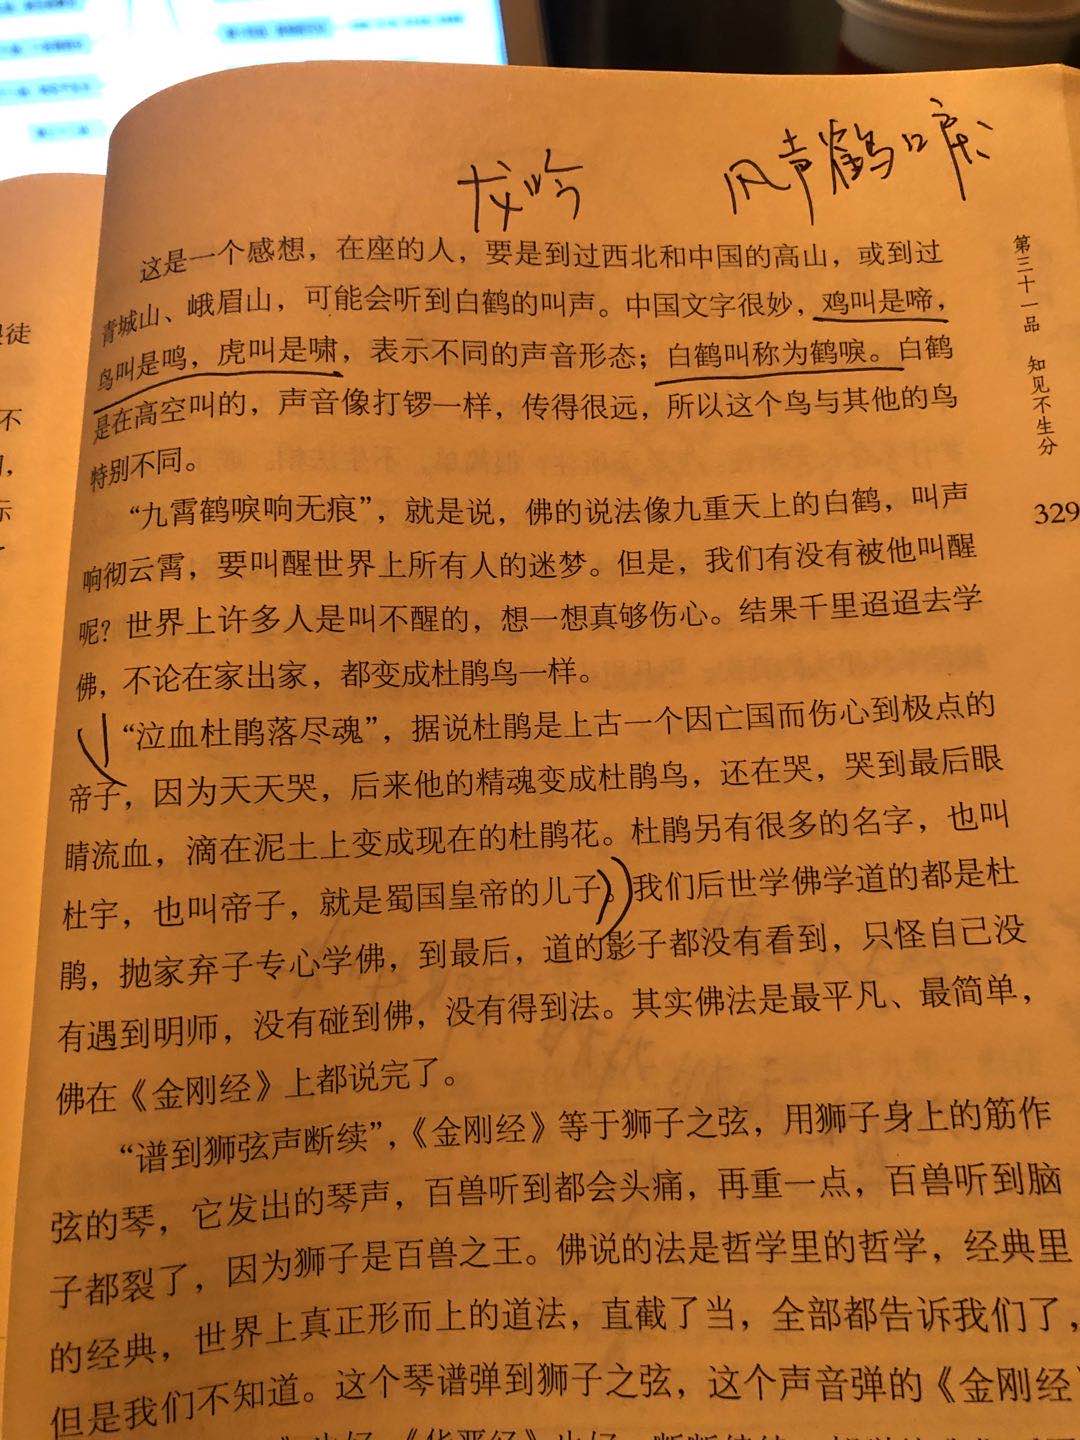 龙吟
风声鹤唳
这是一个感想，在座的人，要是到过西北和中国的高山，或到过
青城山、峨眉山，可能会听到白鹤的叫声。中国文字很妙，鸡叫是啼，
鸟叫是鸣，虎叫是啸，表示不同的声音形态；白鹤叫称为鹤唳。白鹤
是在高空叫的，声音像打锣一样，传得很远，所以这个鸟与其他的鸟
特别不同。
“九霄鹤唳响无痕”，就是说，佛的说法像九重天上的白鹤，叫声
响彻云霄，要叫醒世界上所有人的迷梦。但是，我们有没有被他叫醒
呢？世界上许多人是叫不醒的，想一想真够伤心。结果千里迢迢去学
佛，不论在家出家，都变成杜鹃鸟一样。
“泣血杜鹃落尽魂”，据说杜鹃是上古一个因亡国而伤心到极点的
帝子，因为天天哭，后来他的精魂变成杜鹃鸟，还在哭，哭到最后眼
睛流血，滴在泥土上变成现在的杜鹃花。杜鹃另有很多的名字，也叫
杜宇，也叫帝子，就是蜀国皇帝的儿子。我们后世学佛学道的都是杜
鹃，抛家弃子专心学佛，到最后，道的影子都没有看到，只怪自己没
有遇到明师，没有碰到佛，没有得到法。其实佛法是最平凡、最简单，
佛在《金刚经》上都说完了。
“谱到狮弦声断续”，《金刚经》等于狮子之弦，用狮子身上的筋作
弦的琴，它发出的琴声，百兽听到都会头痛，再重一点，百兽听到脑
子都裂了，因为狮子是百兽之王。佛说的法是哲学里的哲学，经典里
的经典，世界上真正形而上的道法，直截了当，全部都告诉我们了，
但是我们不知道。这个琴谱弹到狮子之弦，这个声音弹的《金刚经
第三十一品 知见不生分
329
徒
不
示